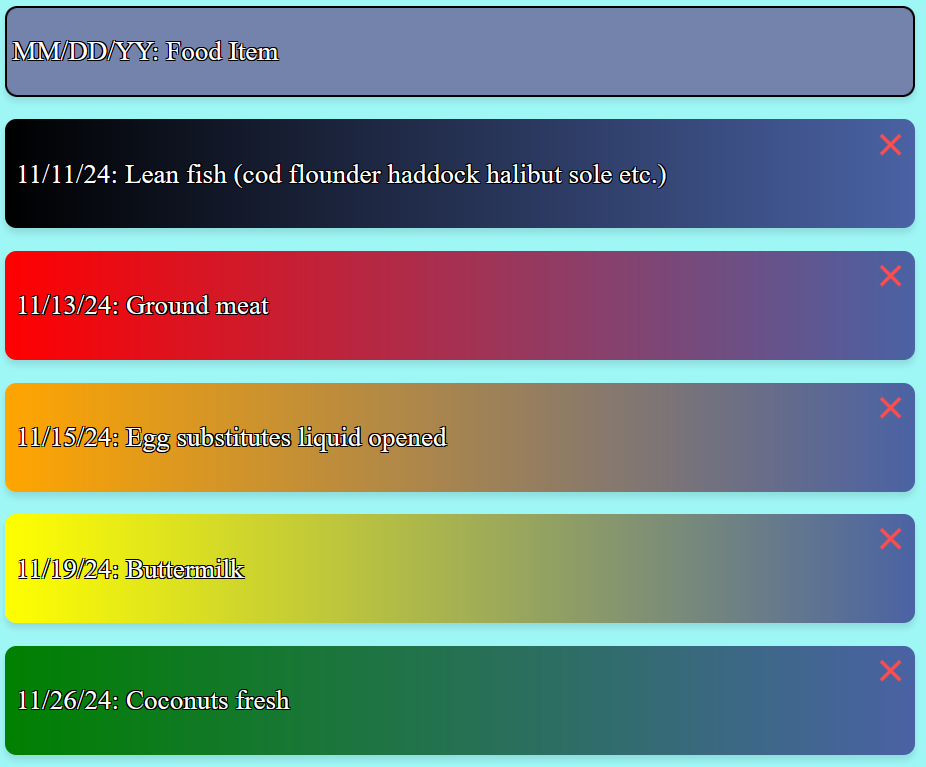 MM/DD/YY: Food Item
11/11/24: Lean fish (cod flounder haddock halibut sole etc.)
11/13/24: Ground meat
11/15/24: Egg substitutes liquid opened
11/19/24: Buttermilk
11/26/24: Coconuts fresh